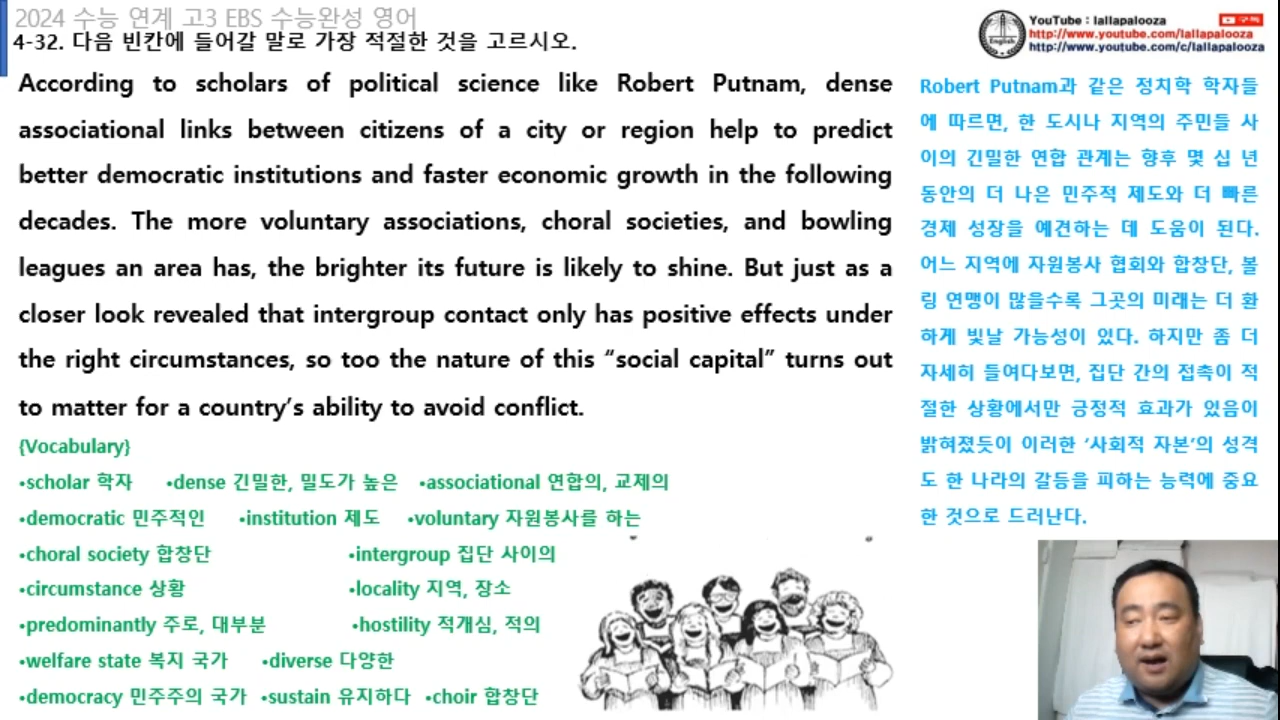 2024 수능 연계 고3 EBS 수능완성 영어
4-32. 다음 빈칸에 들어갈 말로 가장 적절한 것을 고르시오.
YouTube : lallapalooza
구독
http://www.youtube.com/lallapalooza
http://www.youtube.com/c/lallapalooza
English
According to scholars of political science like Robert Putnam, dense
associational links between citizens of a city or region help to predict
better democratic institutions and faster economic growth in the following
decades. The more voluntary associations, choral societies, and bowling
leagues an area has, the brighter its future is likely to shine. But just as a
closer look revealed that intergroup contact only has positive effects under
the right circumstances, so too the nature of this “social capital” turns out
to matter for a country’s ability to avoid conflict.
{Vocabulary}
•scholar 학자 •dense 긴밀한, 밀도가 높은 •associational 연합의, 교제의
•democratic 민주적인 •institution 제도 •voluntary 자원봉사를 하는
•choral society 합창단 •intergroup 집단 사이의
•circumstance 상황 •locality 지역, 장소
•predominantly 주로, 대부분 •hostility 적개심, 적의
•welfare state 복지 국가 •diverse 다양한
•democracy 민주주의 국가 •sustain 유지하다 •choir 합창단
Robert Putnam과 같은 정치학 학자들
에 따르면, 한 도시나 지역의 주민들 사
이의 긴밀한 연합 관계는 향후 몇 십 년
동안의 더 나은 민주적 제도와 더 빠른
경제 성장을 예견하는 데 도움이 된다.
어느 지역에 자원봉사 협회와 합창단, 볼
링 연맹이 많을수록 그곳의 미래는 더 환
하게 빛날 가능성이 있다. 하지만 좀 더
자세히 들여다보면, 집단 간의 접촉이 적
절한 상황에서만 긍정적 효과가 있음이
밝혀졌듯이 이러한 ‘사회적 자본’의 성격
도 한 나라의 갈등을 피하는 능력에 중요
한 것으로 드러난다.